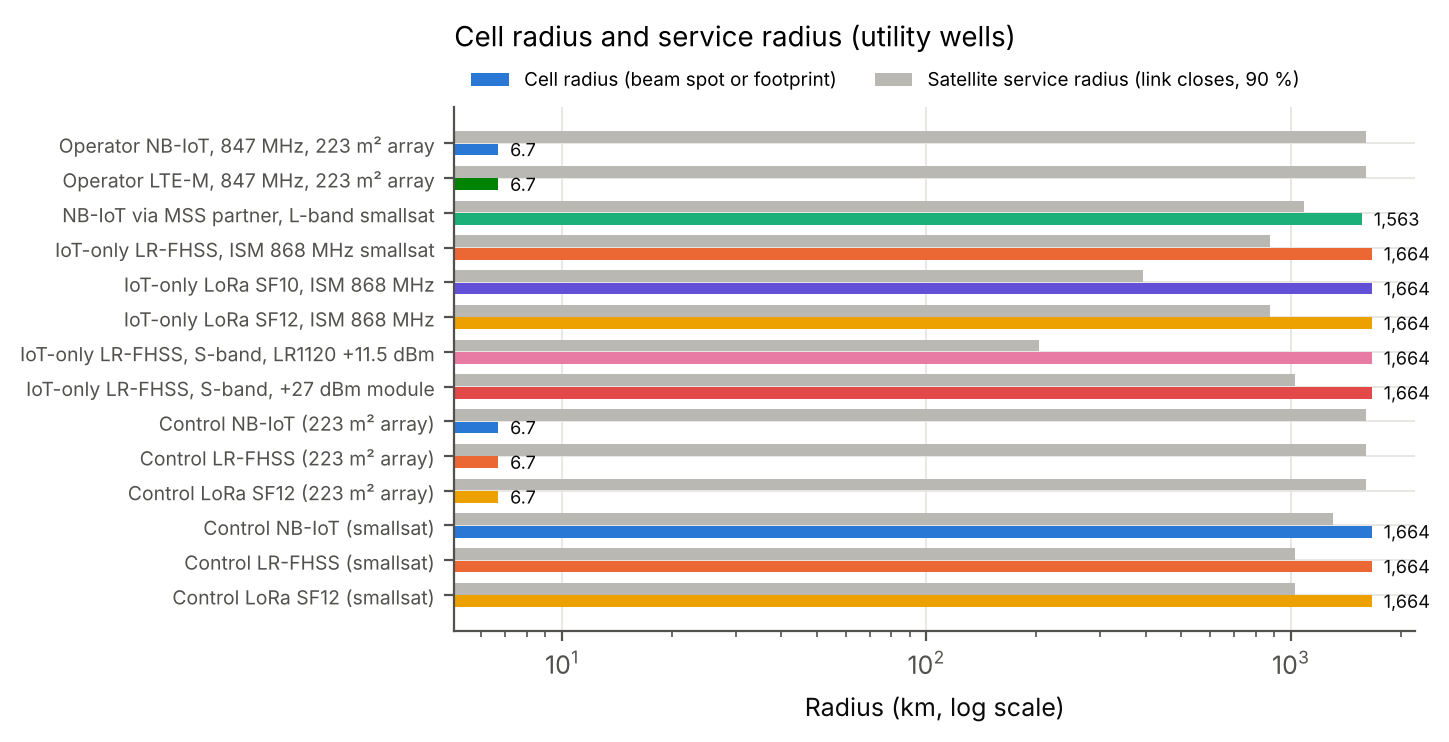 Cell radius and service radius (utility wells)
Cell radius (beam spot or footprint)
Satellite service radius (link closes, 90 %)
Operator NB-IoT, 847 MHz, 223 m² array
6.7
Operator LTE-M, 847 MHz, 223 m² array
6.7
NB-IoT via MSS partner, L-band smallsat
1,563
IoT-only LR-FHSS, ISM 868 MHz smallsat
1,664
IoT-only LoRa SF10, ISM 868 MHz
1,664
IoT-only LoRa SF12, ISM 868 MHz
1,664
IoT-only LR-FHSS, S-band, LR1120 +11.5 dBm
1,664
IoT-only LR-FHSS, S-band, +27 dBm module
1,664
Control NB-IoT (223 m² array)
6.7
Control LR-FHSS (223 m² array)
6.7
Control LoRa SF12 (223 m² array)
6.7
Control NB-IoT (smallsat)
1,664
Control LR-FHSS (smallsat)
1,664
Control LoRa SF12 (smallsat)
1,664
10¹ 10² 10³
Radius (km, log scale)